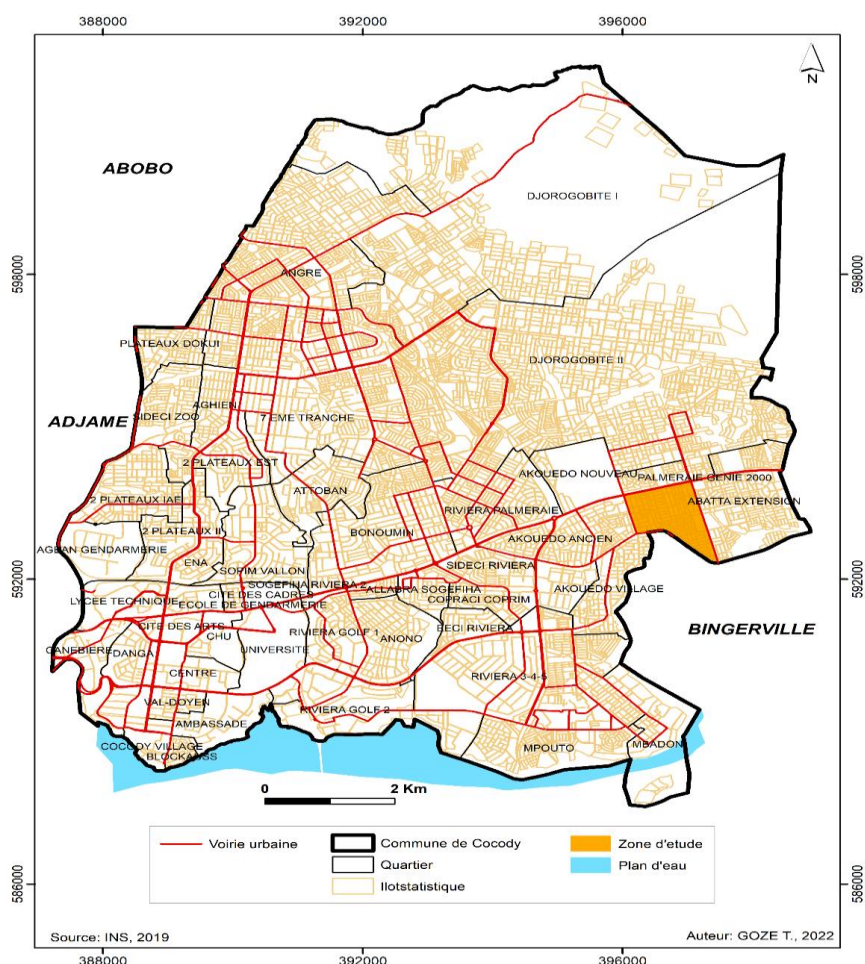 388000 392000 396000
N
ABOBO
DJOROGOBITE I
598000 598000
ANGRE
PLATEAUX DOKUI
DJOROGOBITE II
AGHIEN
SIDECI ZOO
7 EME TRANCHE
ADJAME
2 PLATEAUX EST
AKOUEDO NOUVEAU
PALMERAIE GENIE 2000
ATTOBAN
2 PLATEAUX IAE
ABATTA EXTENSION
RIVIERA PALMERAIE
2 PLATEAUX II
BONOUMIN
AKOUEDO ANCIEN
AGBAN GENDARMERIE
ENA
SOFIM VALLON
SIDECI RIVIERA
592000 592000
SOGEFIHA RIVIERA 2
CITE DES CADRES
ALLABRA SOGEFIHA
AKOUEDO VILLAGE
LYCEE TECHNIQUE
ECOLE DE GENDARMERIE
COPRACI COPRIM
CITE DES ARTS
RIVIERA GOLF 1
BECI RIVIERA
BINGERVILLE
CHU
ANONO
CANEBIERE
DANGA
UNIVERSITE
CENTRE
RIVIERA 3-4-5
VAL-DOYEN
RIVIERA GOLF 2
AMBASSADE
COCODY VILLAGE
MPOUTO
MBADON
BLOCKAUSS
0 2 Km
Voirie urbaine
Commune de Cocody
Quartier
Ilotstatistique
Zone d'etude
Plan d'eau
586000 586000
Source: INS, 2019
Auteur: GOZE T., 2022
388000 392000 396000